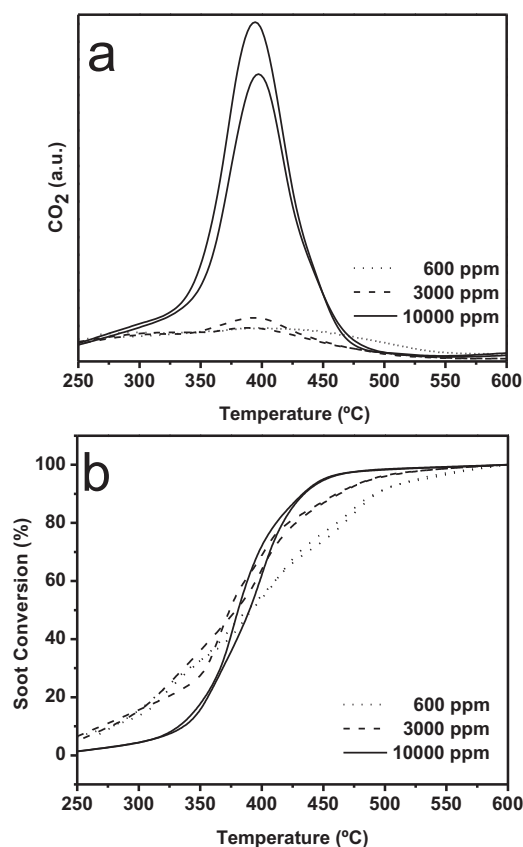 a
CO2 (a.u.)
600 ppm
3000 ppm
10000 ppm
250 300 350 400 450 500 550 600
Temperature (ºC)
b
Soot Conversion (%)
100
80
60
40
20
0
600 ppm
3000 ppm
10000 ppm
250 300 350 400 450 500 550 600
Temperature (ºC)